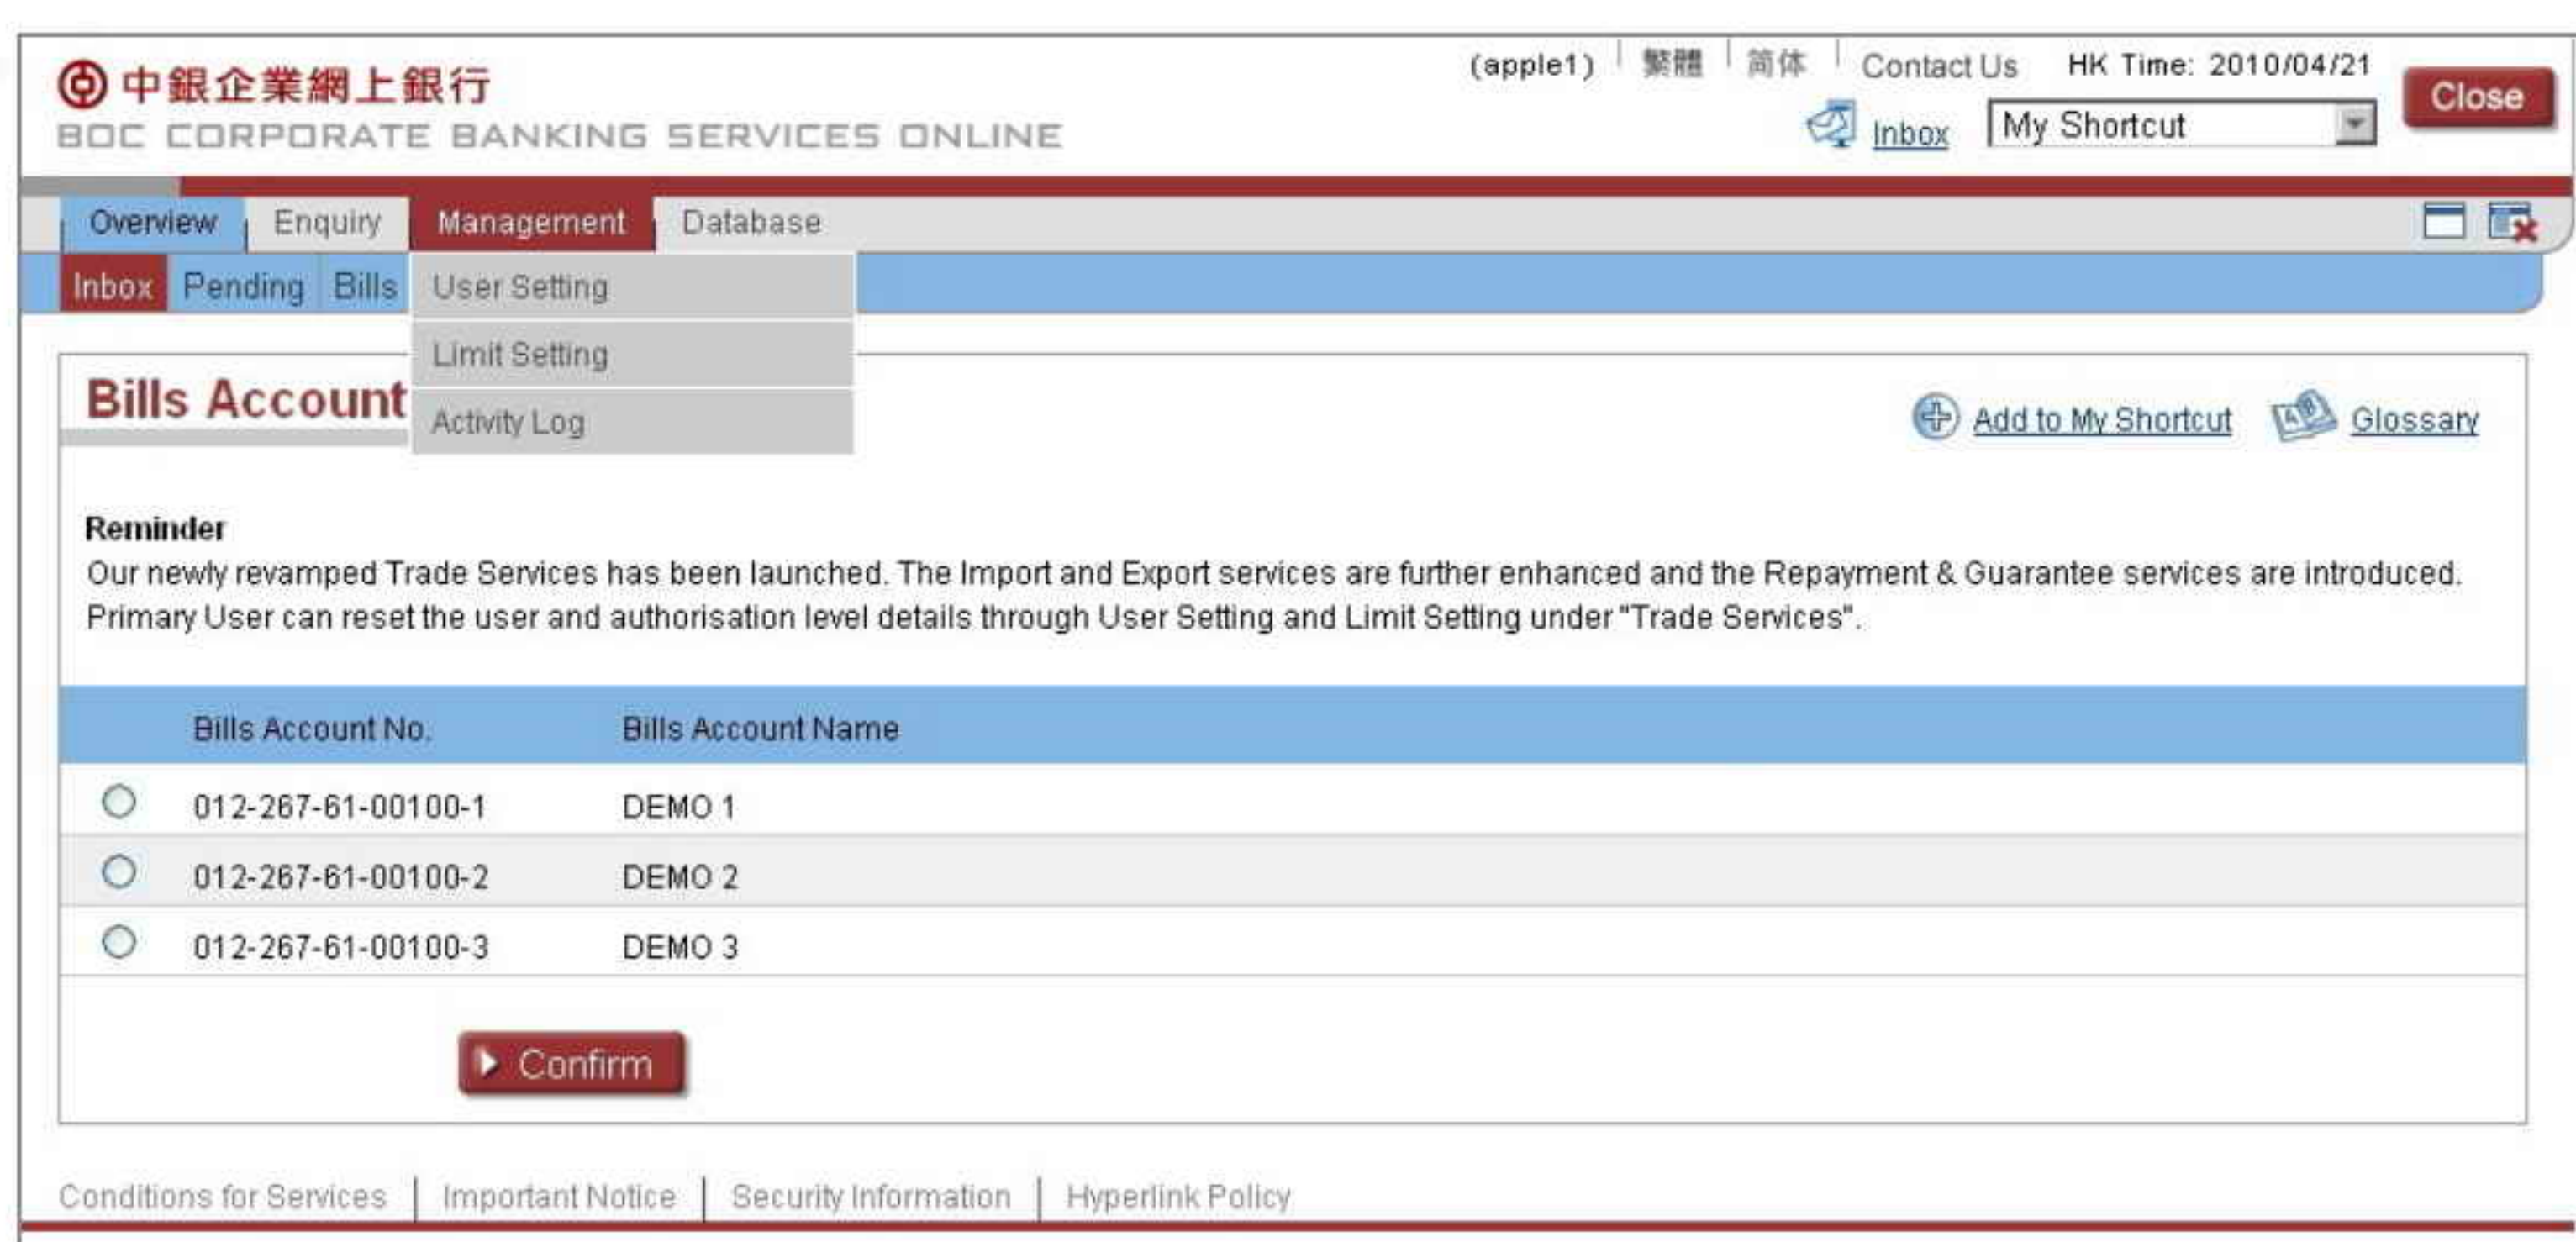 中銀企業網上銀行
BOC CORPORATE BANKING SERVICES ONLINE
(apple1) 繁體 简体 Contact Us HK Time: 2010/04/21
Close
Inbox My Shortcut
Overview Enquiry Management Database
Inbox Pending Bills User Setting
Limit Setting
Activity Log
Bills Account
Add to My Shortcut Glossary
Reminder
Our newly revamped Trade Services has been launched. The Import and Export services are further enhanced and the Repayment & Guarantee services are introduced.
Primary User can reset the user and authorisation level details through User Setting and Limit Setting under "Trade Services".
Bills Account No. Bills Account Name
012-267-61-00100-1 DEMO 1
012-267-61-00100-2 DEMO 2
012-267-61-00100-3 DEMO 3
Confirm
Conditions for Services Important Notice Security Information Hyperlink Policy